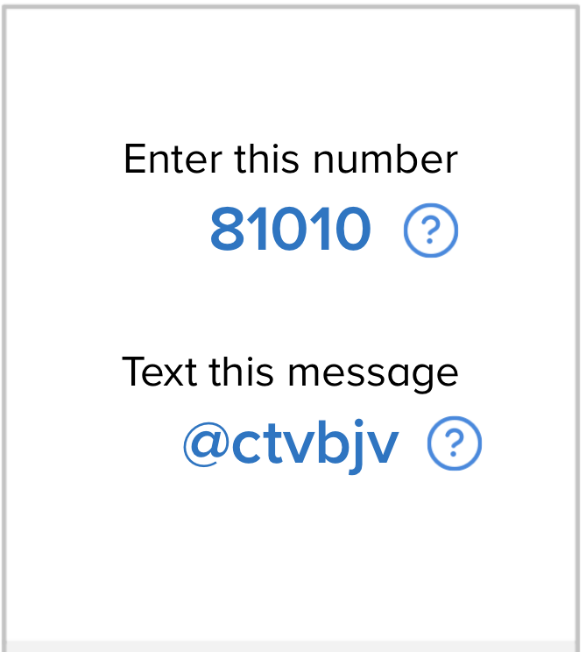 Enter this number
81010 ?
Text this message
@ctvbjv ?